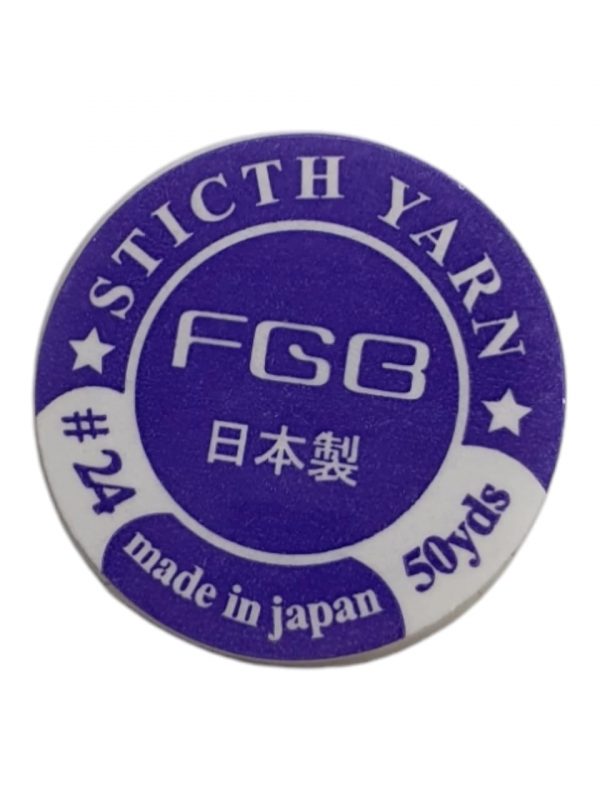 STICTH YARN
FGB
日本製
#24
50yds
made in japan